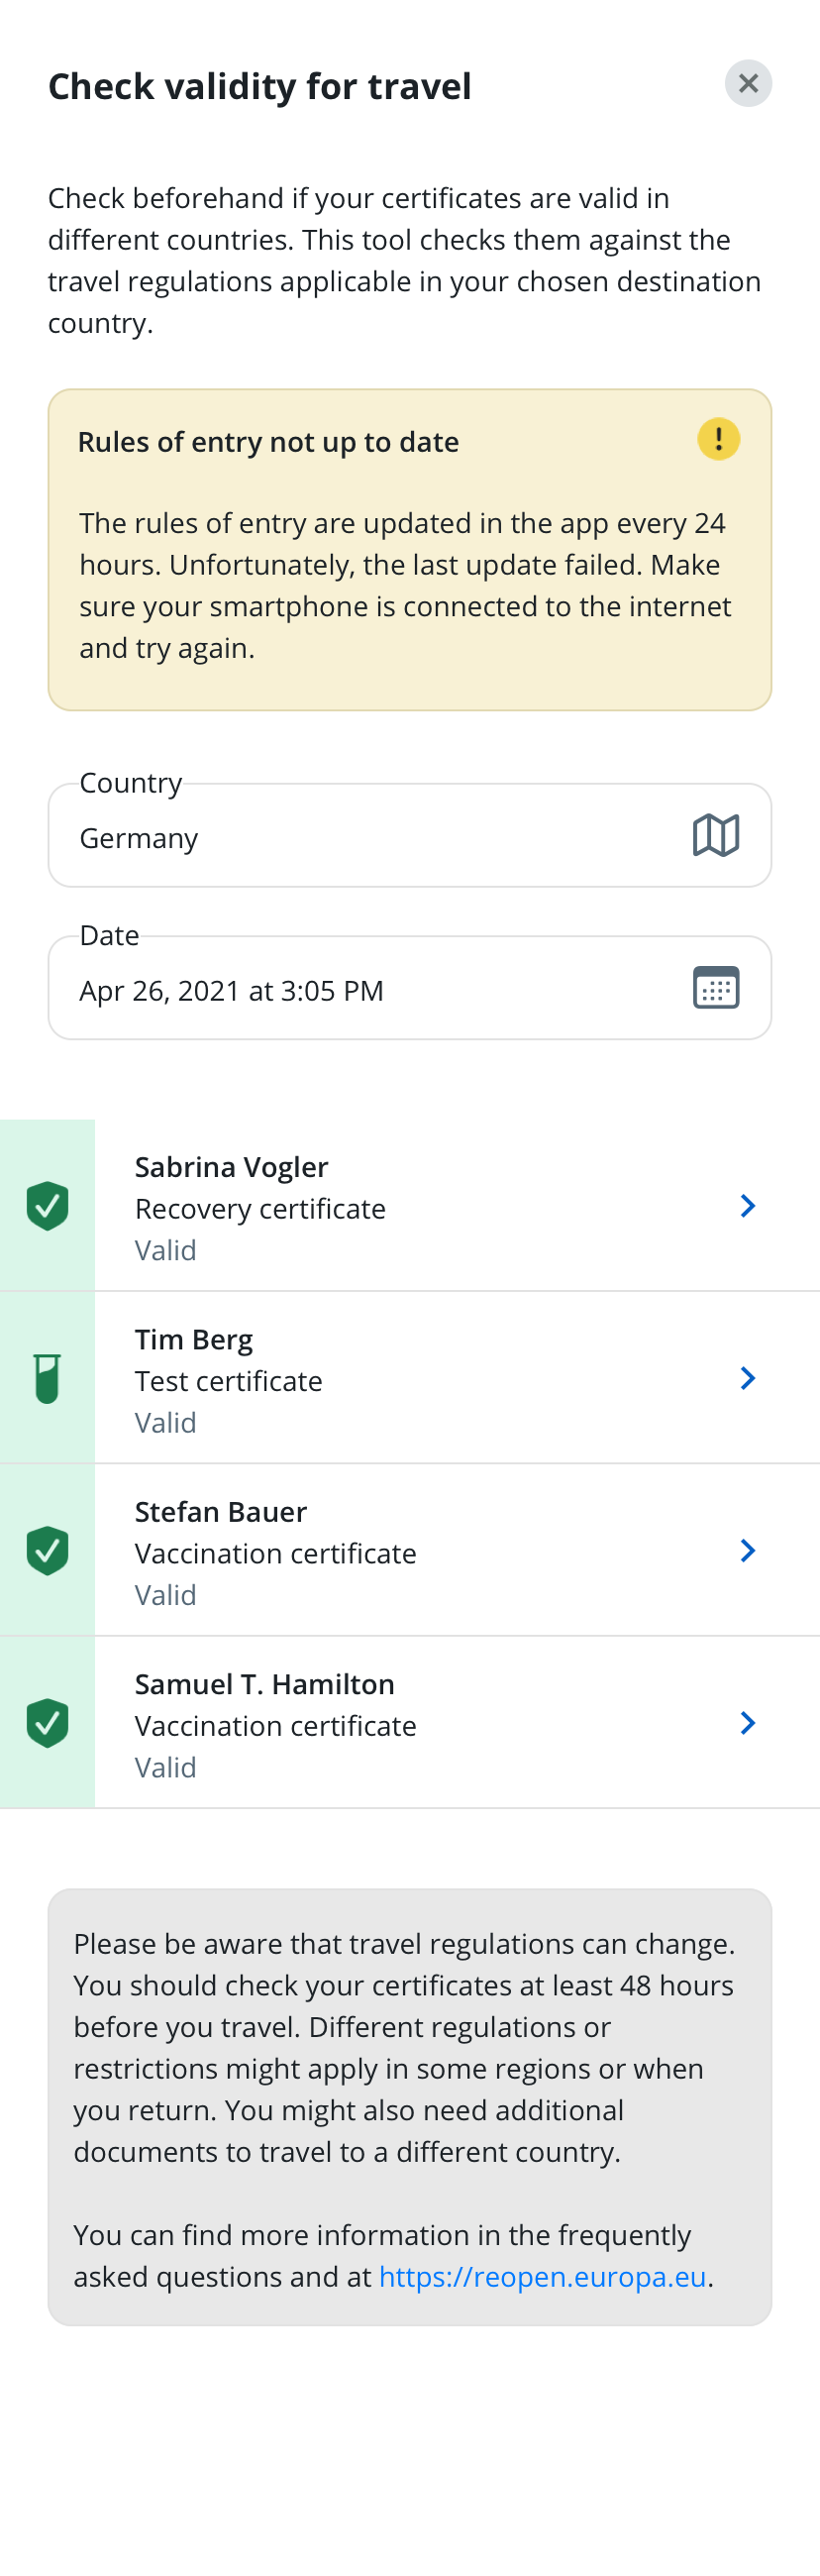 Check validity for travel
Check beforehand if your certificates are valid in
different countries. This tool checks them against the
travel regulations applicable in your chosen destination
country.
Rules of entry not up to date
The rules of entry are updated in the app every 24
hours. Unfortunately, the last update failed. Make
sure your smartphone is connected to the internet
and try again.
Country
Germany
Date
Apr 26, 2021 at 3:05 PM
Sabrina Vogler
Recovery certificate
Valid
Tim Berg
Test certificate
Valid
Stefan Bauer
Vaccination certificate
Valid
Samuel T. Hamilton
Vaccination certificate
Valid
Please be aware that travel regulations can change.
You should check your certificates at least 48 hours
before you travel. Different regulations or
restrictions might apply in some regions or when
you return. You might also need additional
documents to travel to a different country.
You can find more information in the frequently
asked questions and at https://reopen.europa.eu.